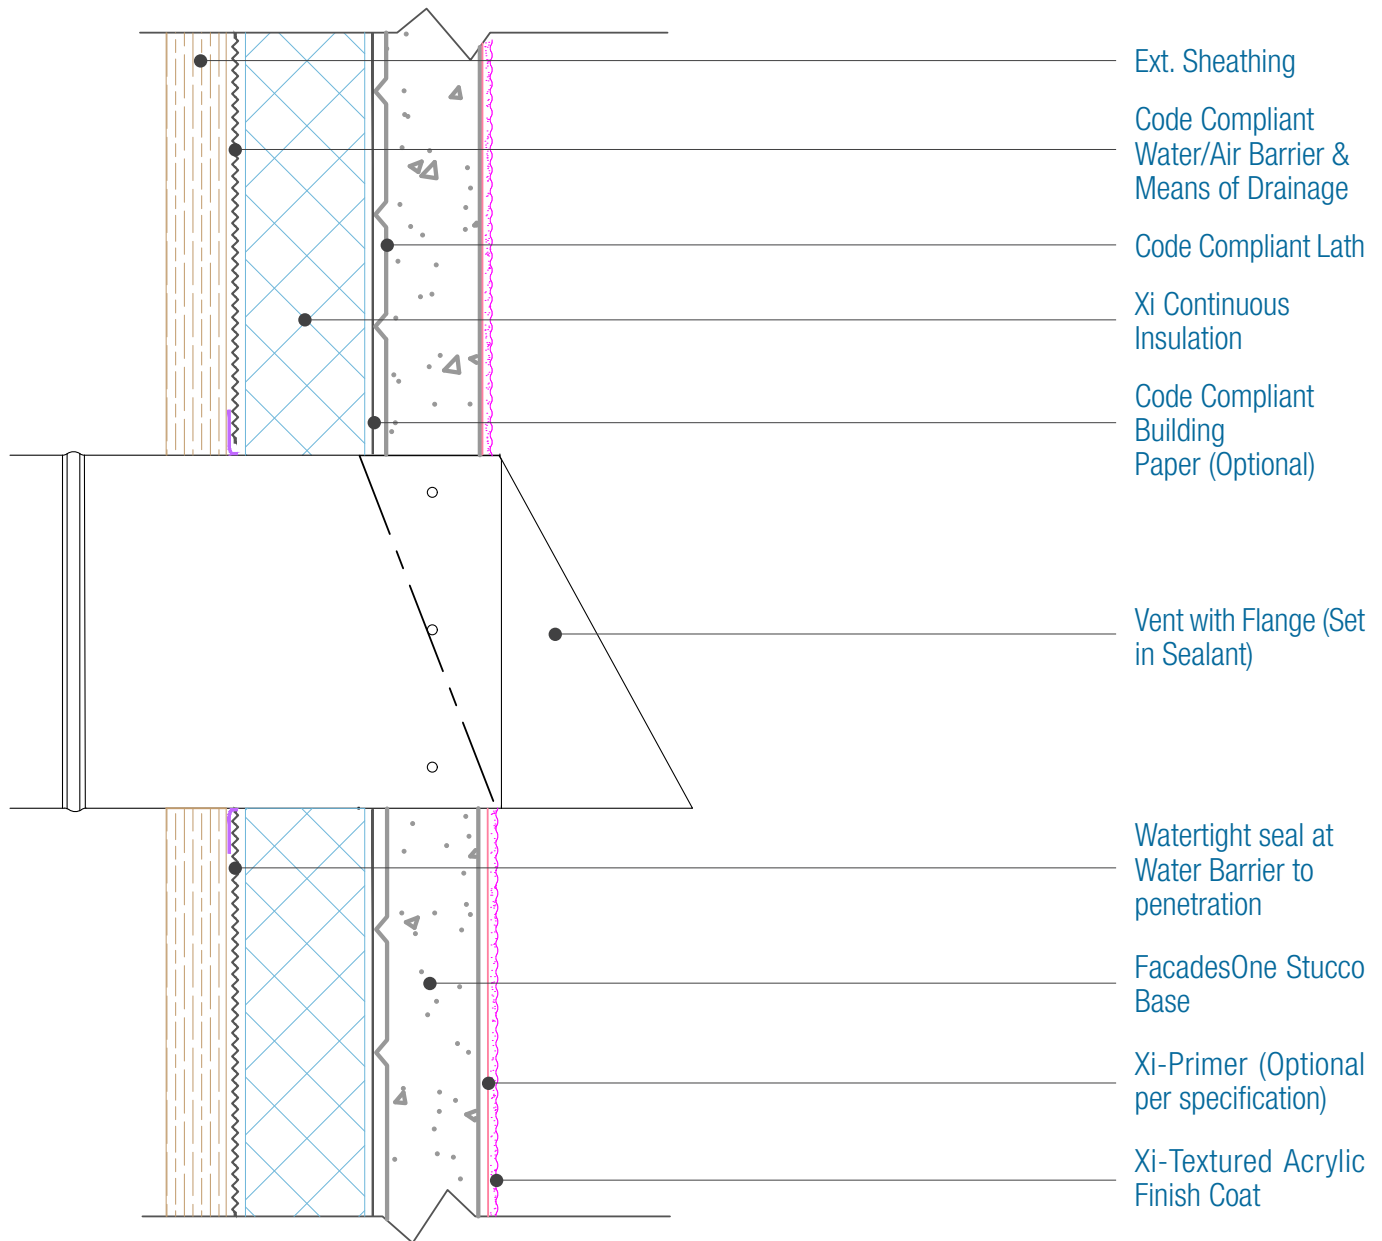 Ext. Sheathing
Code Compliant
Water/Air Barrier &
Means of Drainage
Code Compliant Lath
Xi Continuous
Insulation
Code Compliant
Building
Paper (Optional)
Vent with Flange (Set
in Sealant)
Watertight seal at
Water Barrier to
penetration
FacadesOne Stucco
Base
Xi-Primer (Optional
per specification)
Xi-Textured Acrylic
Finish Coat